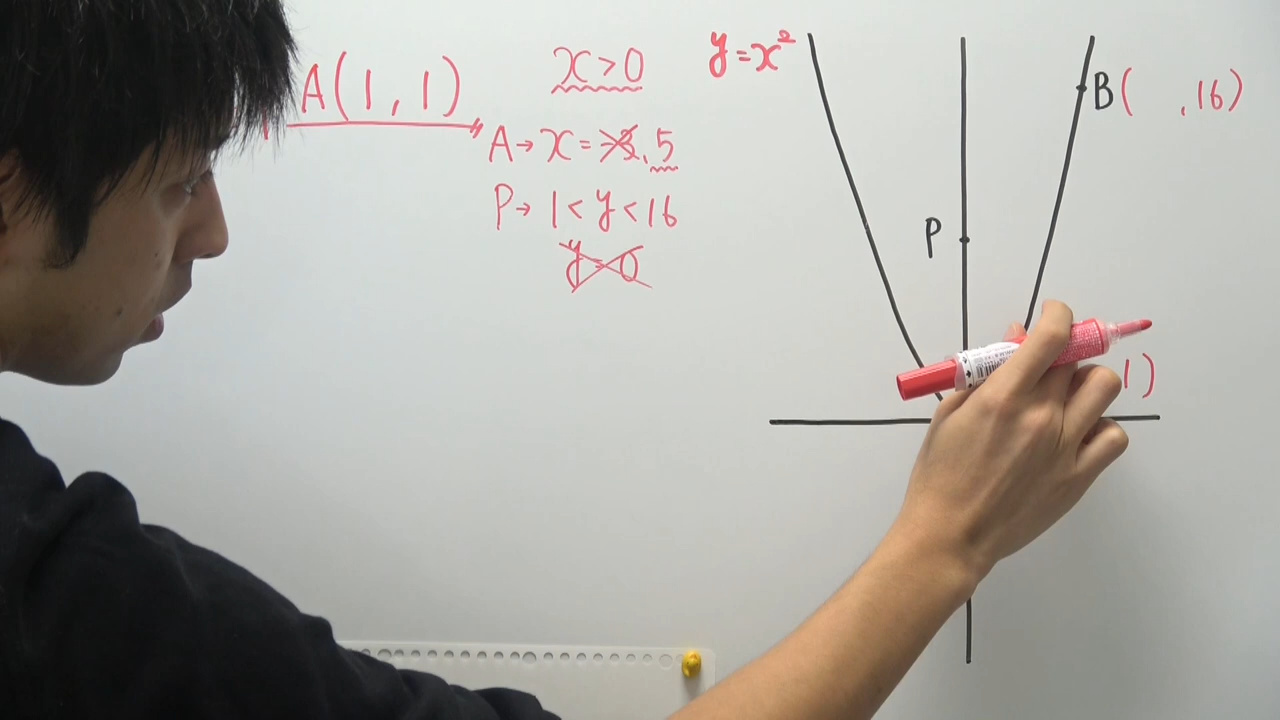 A(1,1)
x>0
A→x=-3,5
P→1<y<16
y=0
y=x²
B( ,16)
P
1)